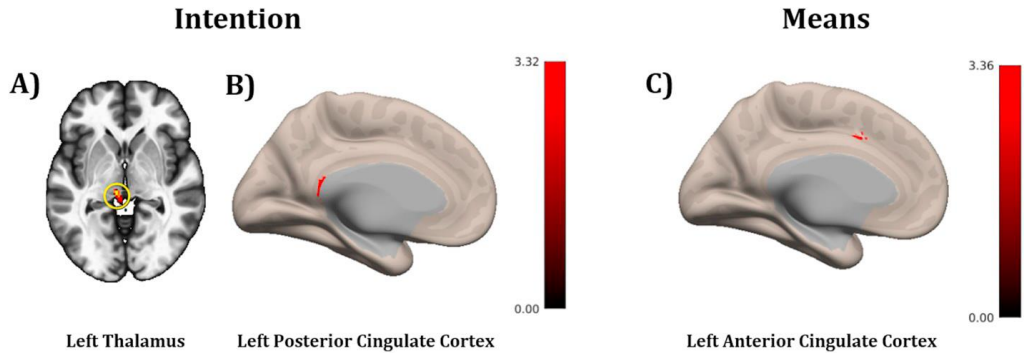 Intention
Means
A)
B)
3.32
0.00
C)
3.36
0.00
Left Thalamus
Left Posterior Cingulate Cortex
Left Anterior Cingulate Cortex